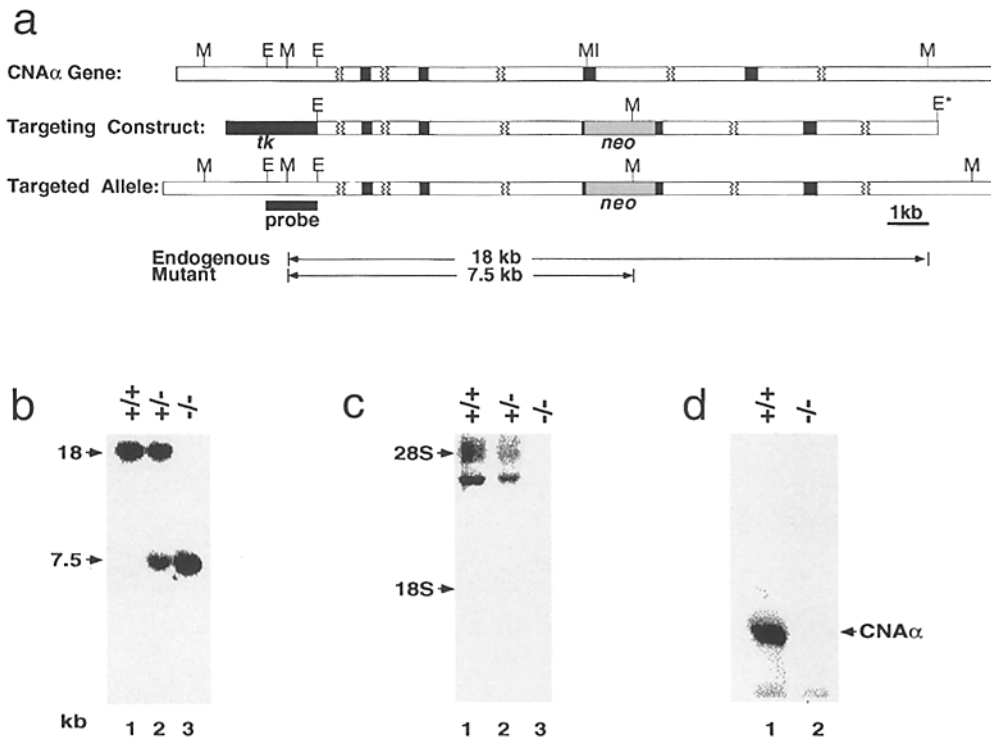 a
M E M E MI M
CNAα Gene:
E M E*
Targeting Construct:
tk neo
M E M E M M
Targeted Allele:
neo
probe
1kb
Endogenous 18 kb
Mutant 7.5 kb
b +/+ -/+ -/-
18
7.5
kb 1 2 3
c +/+ -/+ -/-
28S
18S
1 2 3
d +/+ -/-
CNAα
1 2